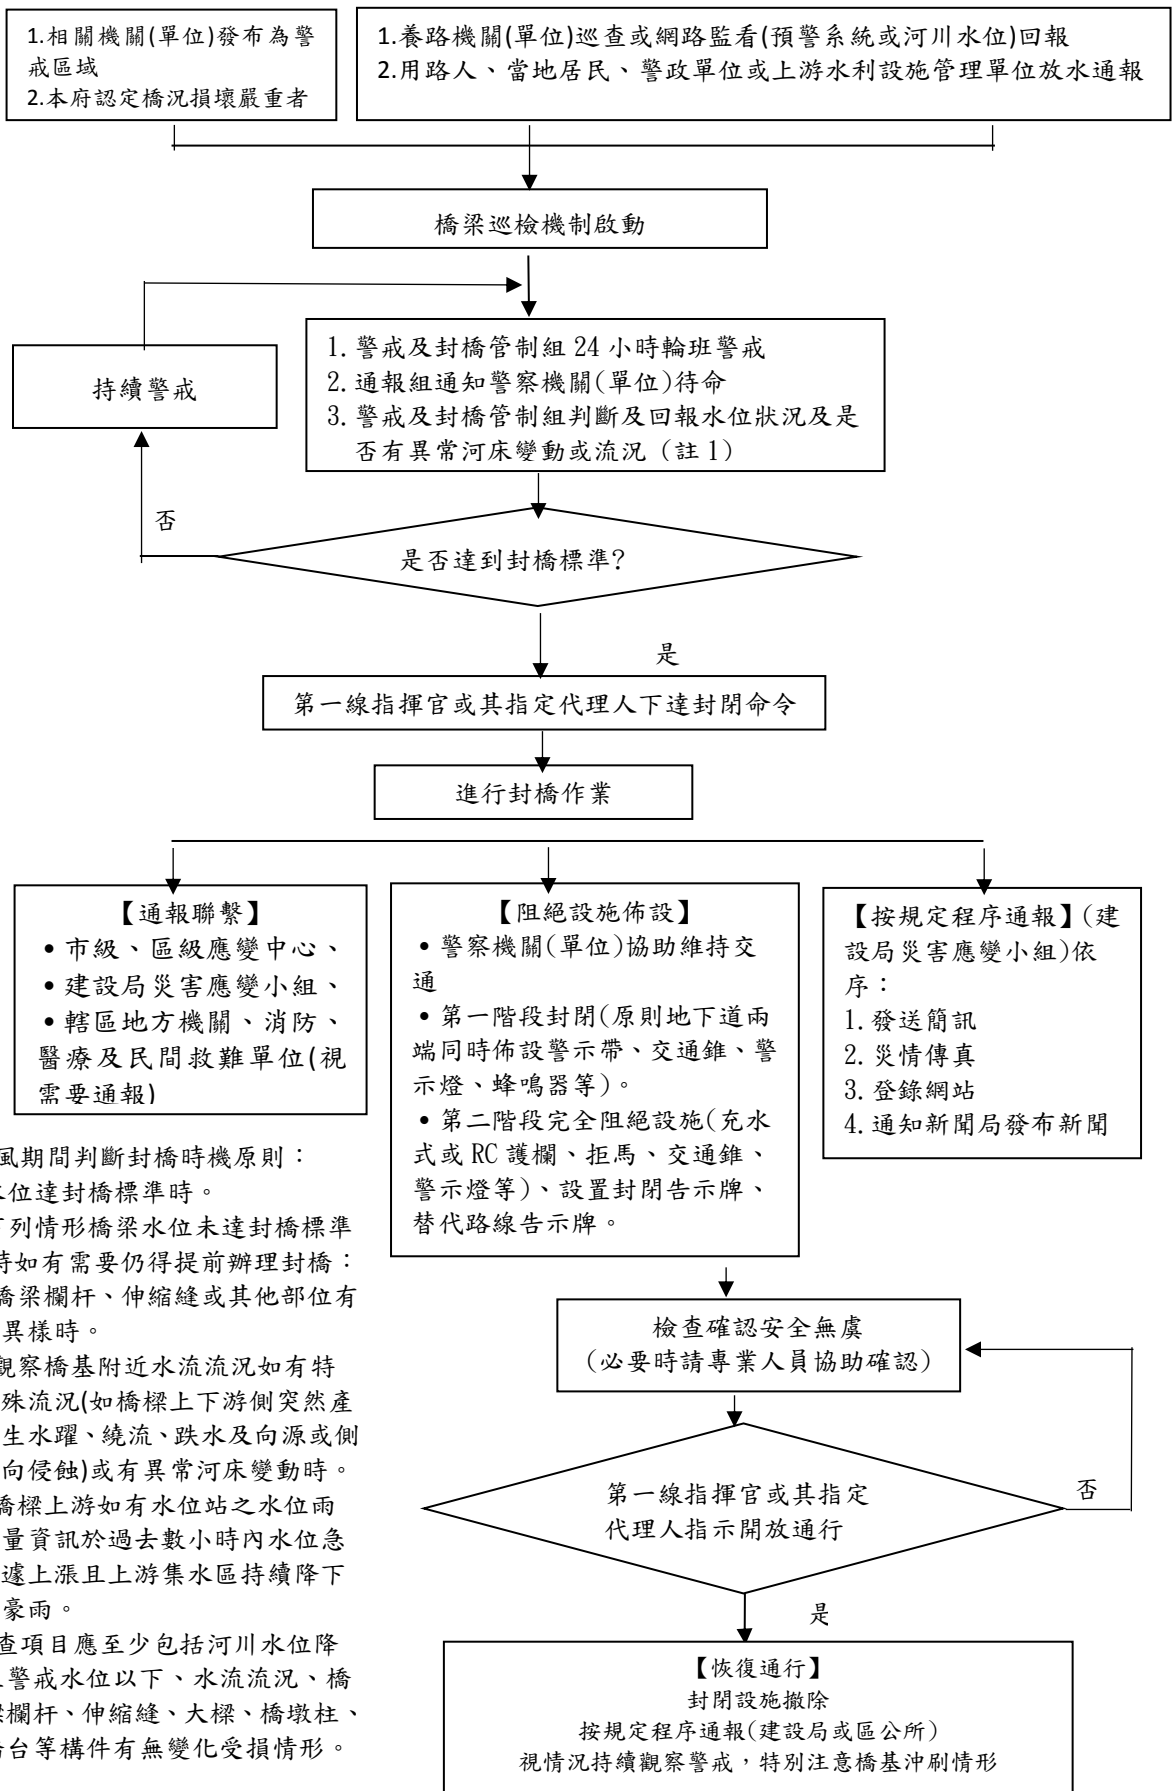 1.相關機關(單位)發布為警
戒區域
2.本府認定橋況損壞嚴重者
1.養路機關(單位)巡查或網路監看(預警系統或河川水位)回報
2.用路人、當地居民、警政單位或上游水利設施管理單位放水通報
橋梁巡檢機制啟動
持續警戒
1. 警戒及封橋管制組 24 小時輪班警戒
2. 通報組通知警察機關(單位)待命
3. 警戒及封橋管制組判斷及回報水位狀況及是
否有異常河床變動或流況（註 1）
否
是否達到封橋標準?
是
第一線指揮官或其指定代理人下達封閉命令
進行封橋作業
【通報聯繫】
• 市級、區級應變中心、
• 建設局災害應變小組、
• 轄區地方機關、消防、
醫療及民間救難單位(視
需要通報)
【阻絕設施佈設】
• 警察機關(單位)協助維持交
通
• 第一階段封閉(原則地下道兩
端同時佈設警示帶、交通錐、警
示燈、蜂鳴器等)。
• 第二階段完全阻絕設施(充水
式或 RC 護欄、拒馬、交通錐、
警示燈等)、設置封閉告示牌、
替代路線告示牌。
【按規定程序通報】(建
設局災害應變小組)依
序：
1. 發送簡訊
2. 災情傳真
3. 登錄網站
4. 通知新聞局發布新聞
風期間判斷封橋時機原則：
水位達封橋標準時。
下列情形橋梁水位未達封橋標準
時如有需要仍得提前辦理封橋：
橋梁欄杆、伸縮縫或其他部位有
異樣時。
觀察橋基附近水流流況如有特
殊流況(如橋樑上下游側突然產
生水躍、繞流、跌水及向源或側
向侵蝕)或有異常河床變動時。
橋樑上游如有水位站之水位雨
量資訊於過去數小時內水位急
遽上漲且上游集水區持續降下
豪雨。
查項目應至少包括河川水位降
至警戒水位以下、水流流況、橋
樑欄杆、伸縮縫、大樑、橋墩柱、
橋台等構件有無變化受損情形。
檢查確認安全無虞
(必要時請專業人員協助確認)
第一線指揮官或其指定
代理人指示開放通行
否
是
【恢復通行】
封閉設施撤除
按規定程序通報(建設局或區公所)
視情況持續觀察警戒，特別注意橋基沖刷情形